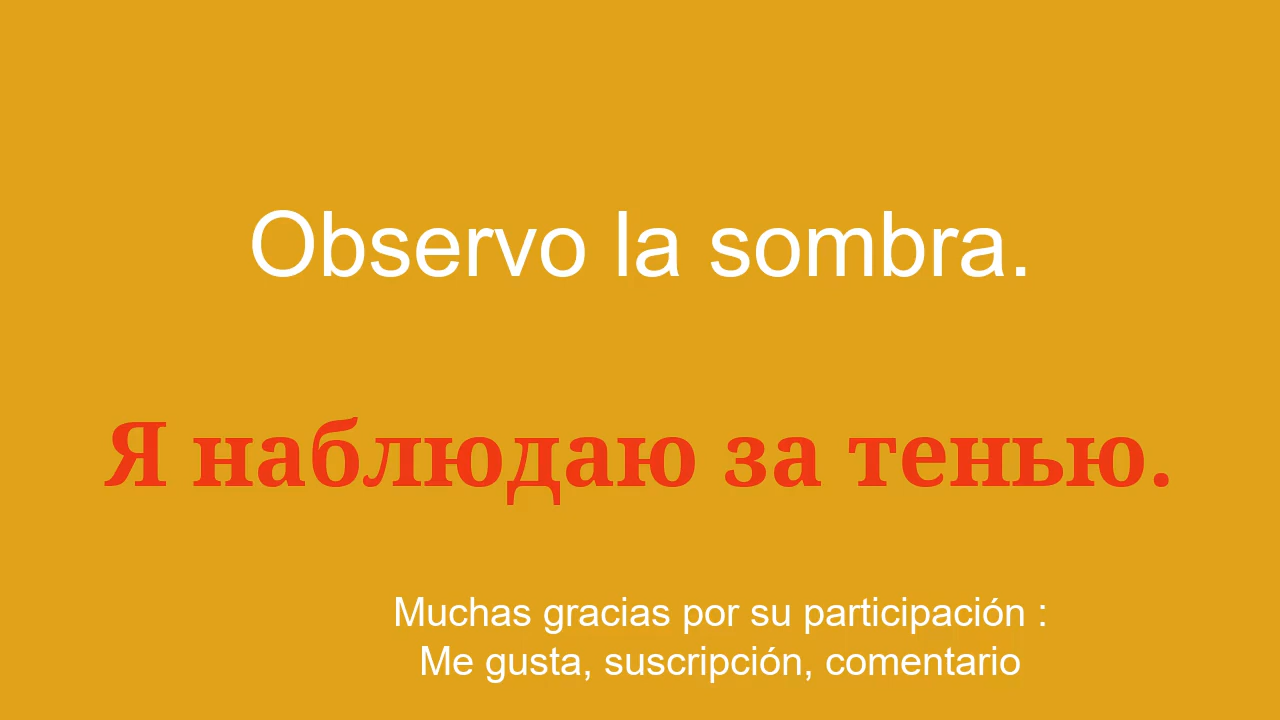 Observo la sombra.
Я наблюдаю за тенью.
Muchas gracias por su participación :
Me gusta, suscripción, comentario